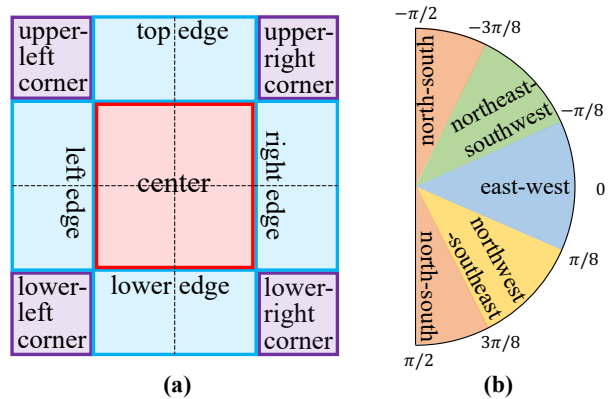 upper-
left
corner
top edge
upper-
right
corner
left edge
center
right edge
lower-
left
corner
lower edge
lower-
right
corner
(a)
−π/2
−3π/8
−π/8
0
π/8
3π/8
π/2
north-south
northeast-
southwest
east-west
northwest
-southeast
north-south
(b)